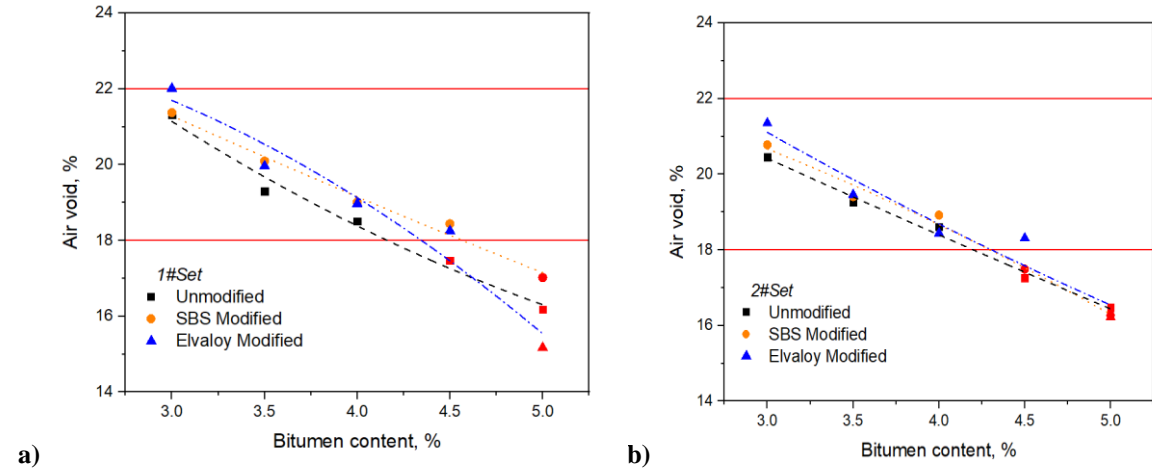 24
22
20
18
16
14
Air void, %
1#Set
Unmodified
SBS Modified
Elvaloy Modified
3.0 3.5 4.0 4.5 5.0
Bitumen content, %
a)
24
22
20
18
16
14
Air void, %
2#Set
Unmodified
SBS Modified
Elvaloy Modified
3.0 3.5 4.0 4.5 5.0
Bitumen content, %
b)